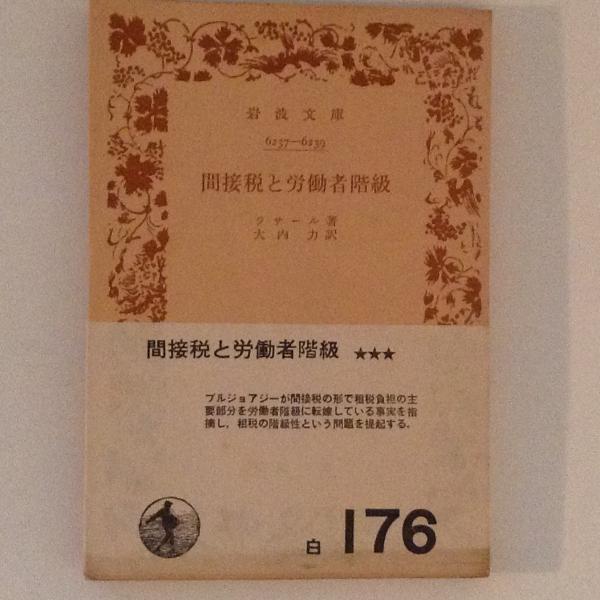 岩波文庫
6237—6239
間接税と労働者階級
ラサール著
大内力訳
間接税と労働者階級 ★★★
ブルジョアジーが間接税の形で租税負担の主
要部分を労働者階級に転嫁している事実を指
摘し，租税の階級性という問題を提起する．
白 176